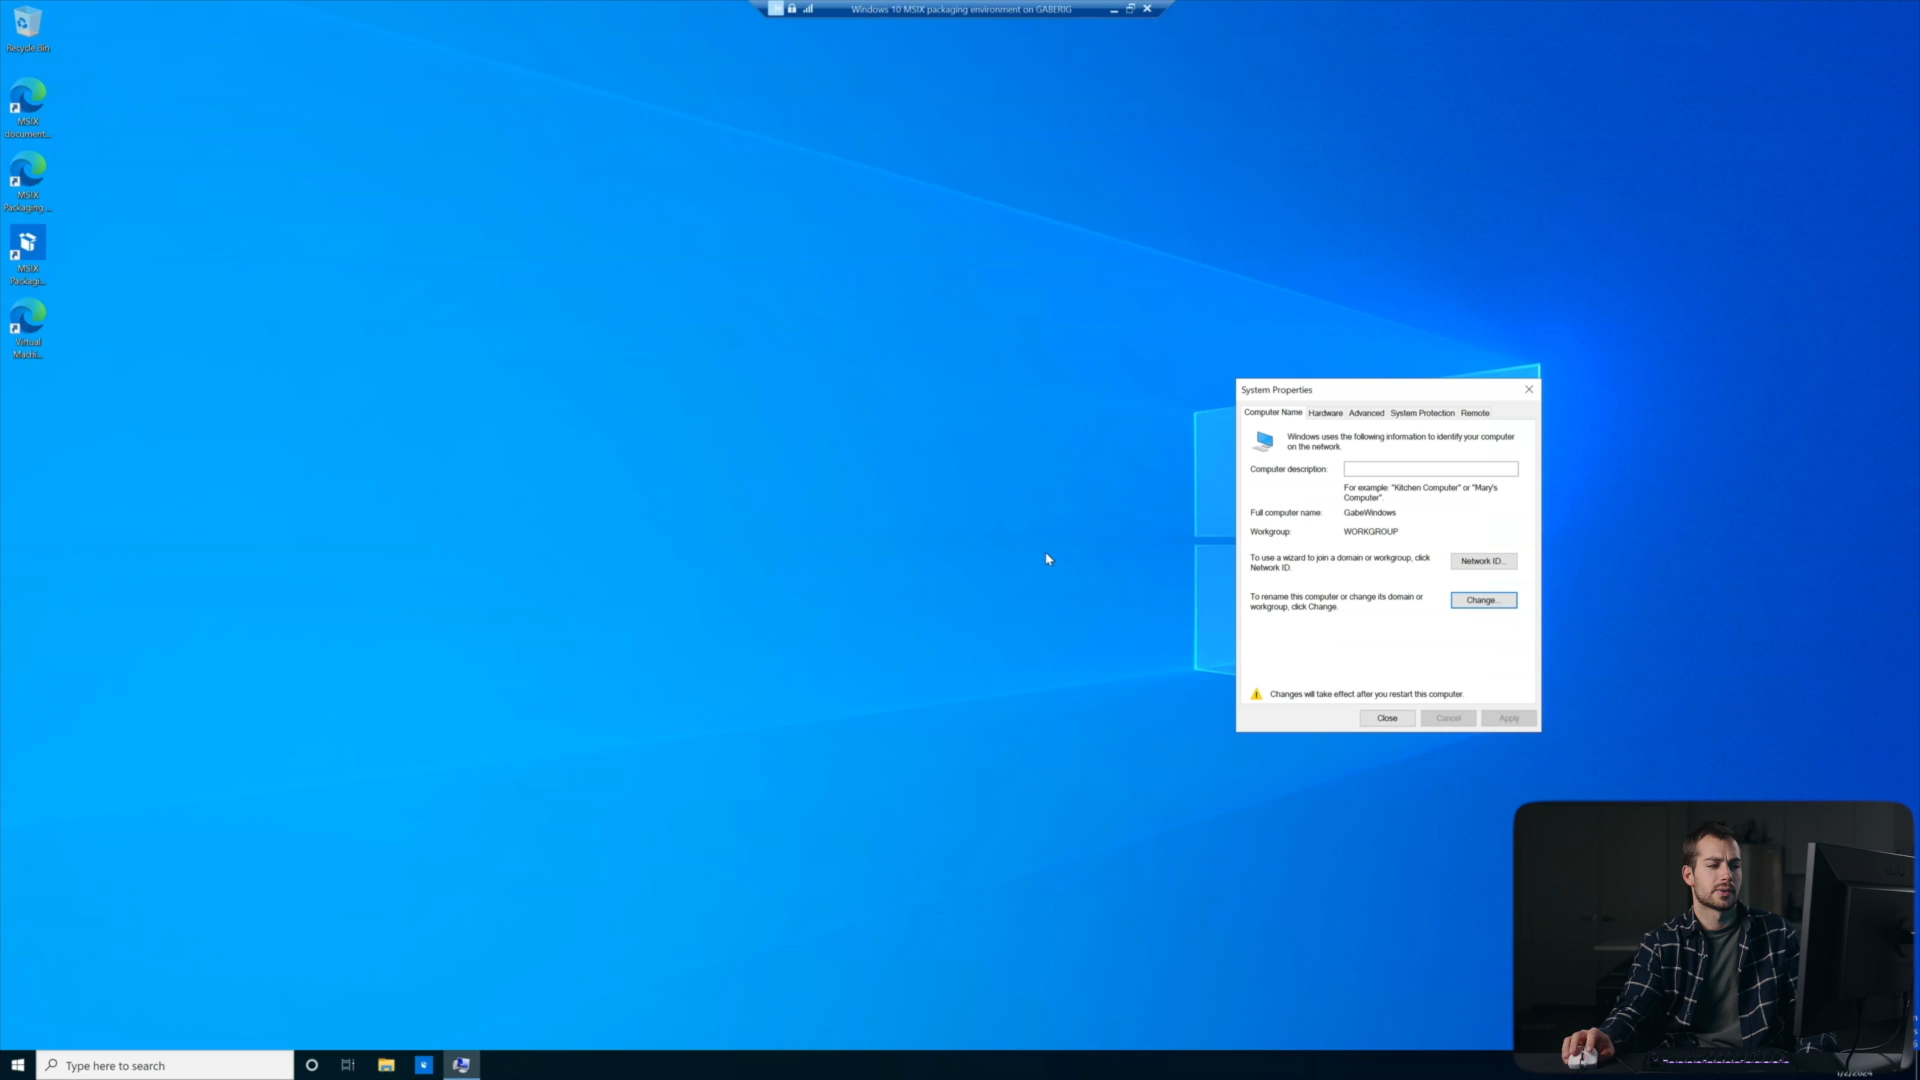 Windows 10 MSIX packaging environment on GABERIG
Recycle Bin
MSIX
document...
MSIX
Packaging ...
MSIX
Packagi...
Virtual
Machi...
System Properties
Computer Name Hardware Advanced System Protection Remote
Windows uses the following information to identify your computer
on the network.
Computer description:
For example: "Kitchen Computer" or "Mary's
Computer".
Full computer name: GabeWindows
Workgroup: WORKGROUP
To use a wizard to join a domain or workgroup, click
Network ID.
Network ID...
To rename this computer or change its domain or
workgroup, click Change.
Change...
Changes will take effect after you restart this computer.
Close Cancel Apply
Type here to search